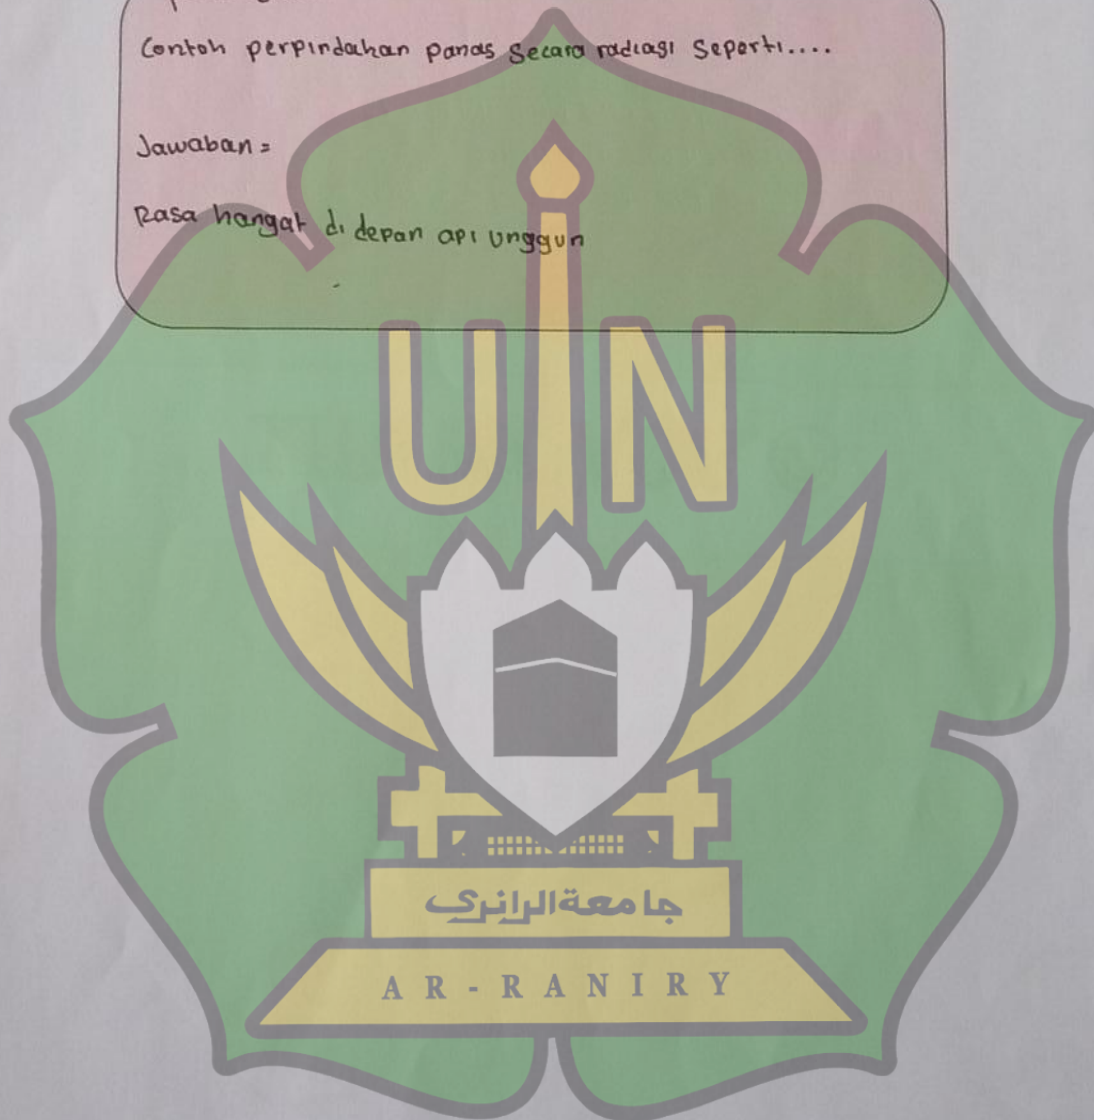 Contoh perpindahan panas secara radiasi seperti....
Jawaban =
Rasa hangat di depan api unggun
UIN
جامعة الرانري
AR-RANIRY